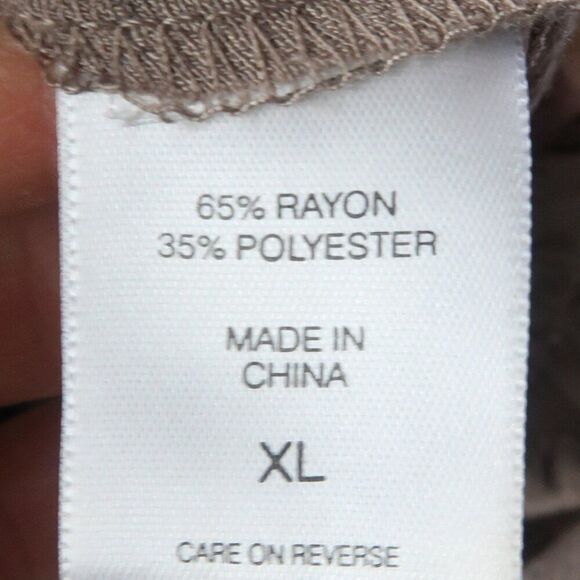 65% RAYON
35% POLYESTER
MADE IN
CHINA
XL
CARE ON REVERSE